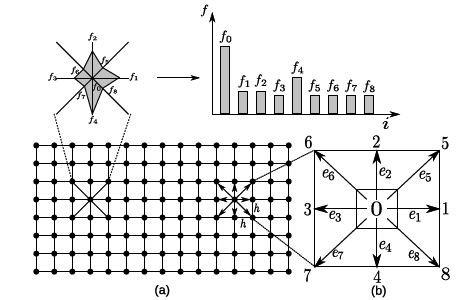 f
f₂
f₀
f₆ f₅
f₃ f₁
f₀
f₇ f₈
f₄
f₁ f₂ f₃ f₄ f₅ f₆ f₇ f₈
i
6 2 5
e₆ e₂ e₅
3 e₃ 0 e₁ 1
h
h
e₇ e₄ e₈
7 4 8
(a) (b)